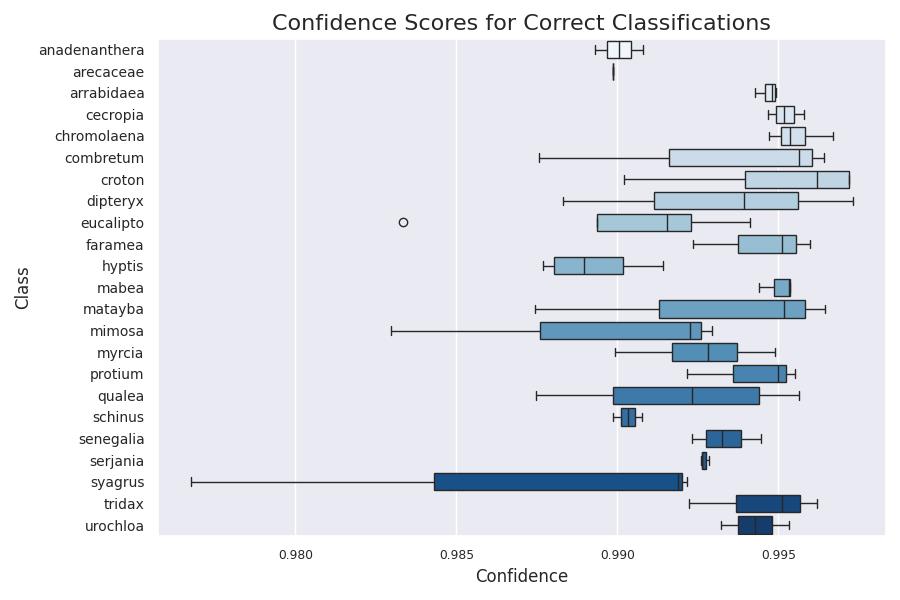 Confidence Scores for Correct Classifications
anadenanthera
arecaceae
arrabidaea
cecropia
chromolaena
combretum
croton
dipteryx
eucalipto
faramea
hyptis
mabea
matayba
mimosa
myrcia
protium
qualea
schinus
senegalia
serjania
syagrus
tridax
urochloa
Class
0.980 0.985 0.990 0.995
Confidence